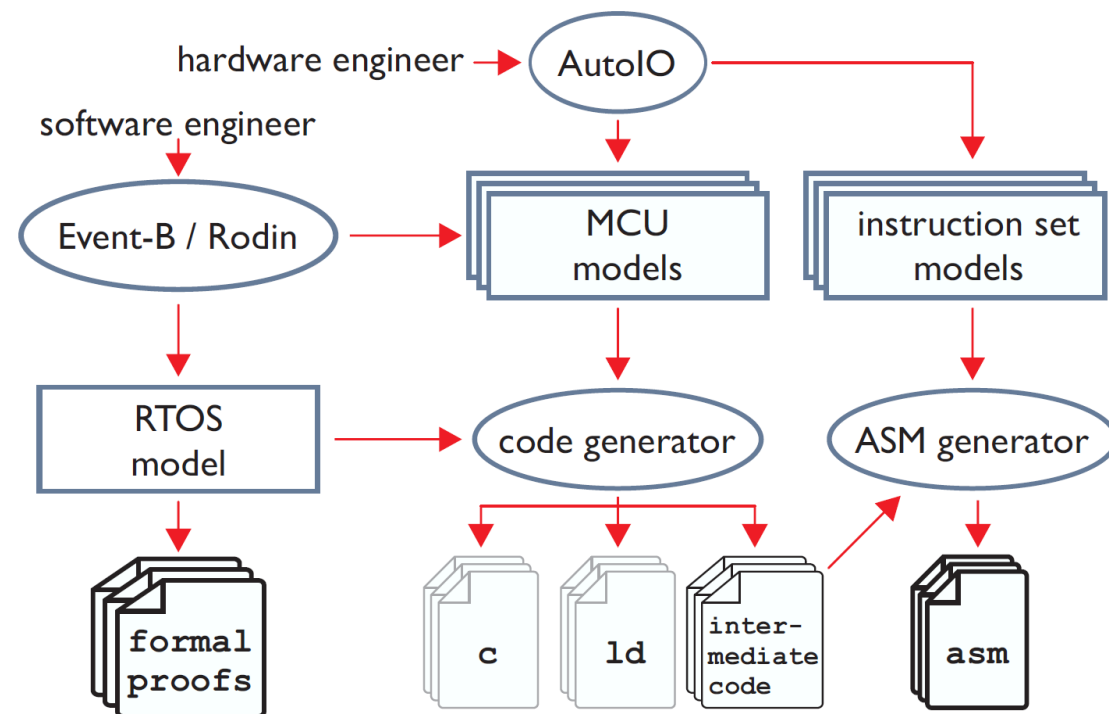 hardware engineer
AutoIO
software engineer
Event-B / Rodin
MCU
models
instruction set
models
RTOS
model
code generator
ASM generator
formal
proofs
c
ld
inter-
mediate
code
asm